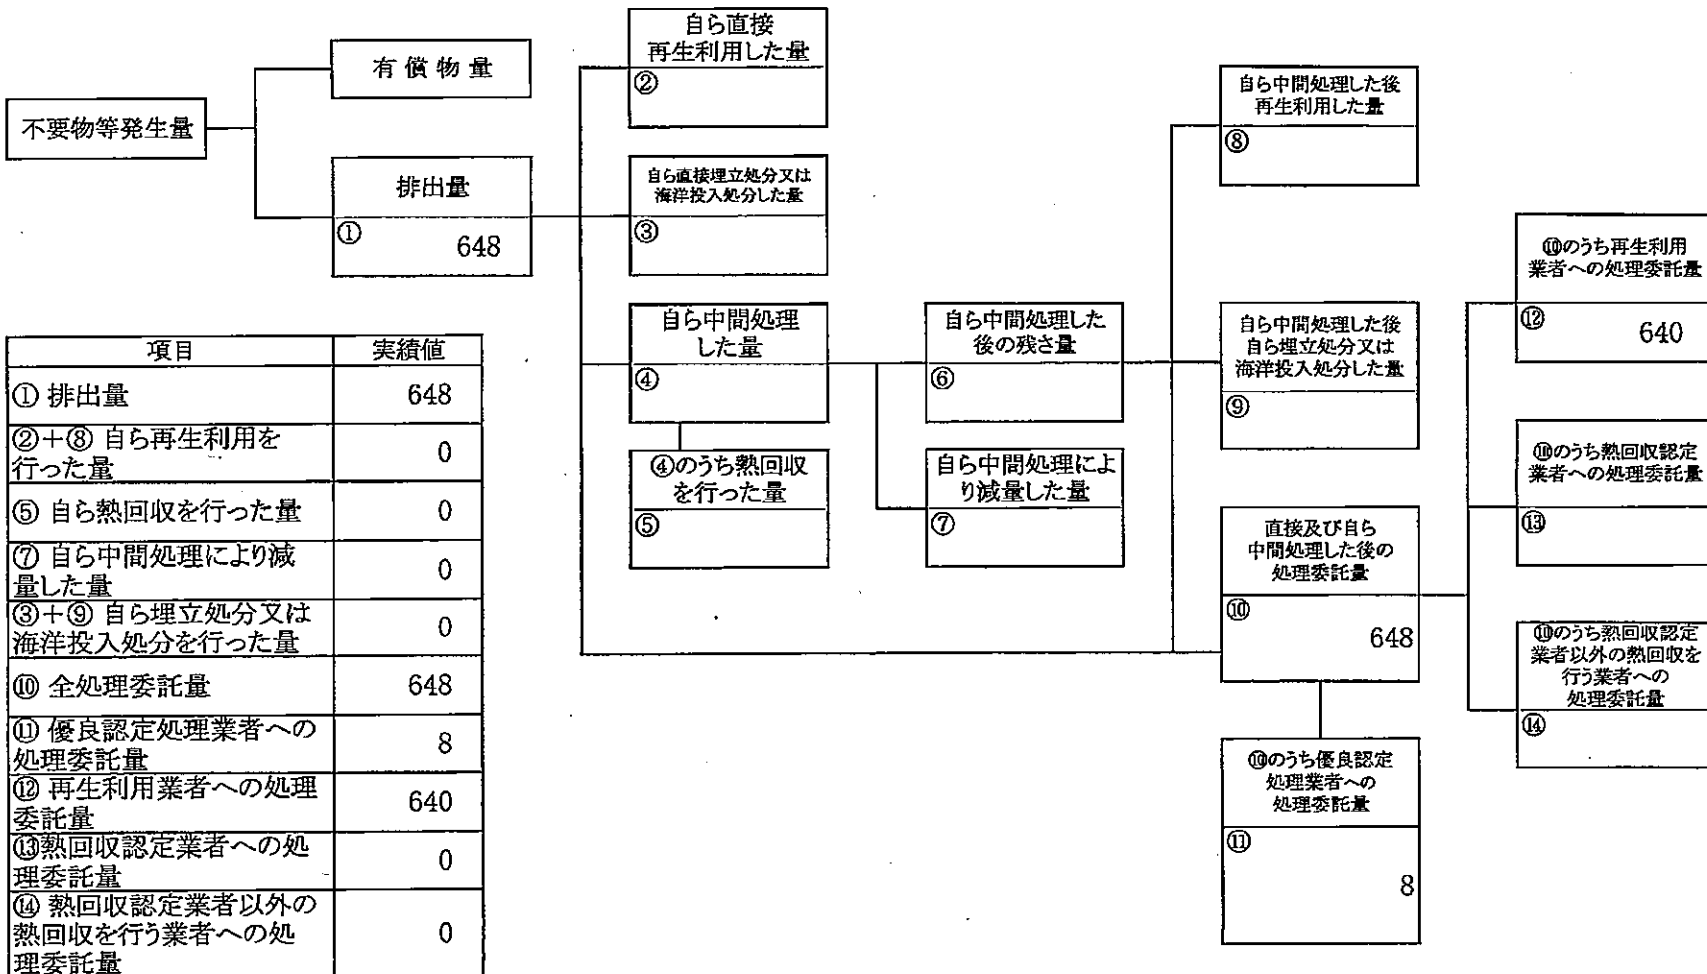 自ら直接
再生利用した量
②
有償物量
不要物等発生量
自ら中間処理した後
再生利用した量
⑧
排出量
①
648
自ら直接埋立処分又は
海洋投入処分した量
③
⑩のうち再生利用
業者への処理委託量
⑫
640
自ら中間処理
した量
④
自ら中間処理した
後の残さ量
⑥
自ら中間処理した後
自ら埋立処分又は
海洋投入処分した量
⑨
④のうち熱回収
を行った量
⑤
自ら中間処理によ
り減量した量
⑦
⑩のうち熱回収認定
業者への処理委託量
⑬
直接及び自ら
中間処理した後の
処理委託量
⑩
648
⑩のうち熱回収認定
業者以外の熱回収を
行う業者への
処理委託量
⑭
⑩のうち優良認定
処理業者への
処理委託量
⑪
8
項目 実績値
① 排出量 648
②+⑧ 自ら再生利用を
行った量 0
⑤ 自ら熱回収を行った量 0
⑦ 自ら中間処理により減
量した量 0
③+⑨ 自ら埋立処分又は
海洋投入処分を行った量 0
⑩ 全処理委託量 648
⑪ 優良認定処理業者への
処理委託量 8
⑫ 再生利用業者への処理
委託量 640
⑬熱回収認定業者への処
理委託量 0
⑭ 熱回収認定業者以外の
熱回収を行う業者への処
理委託量 0